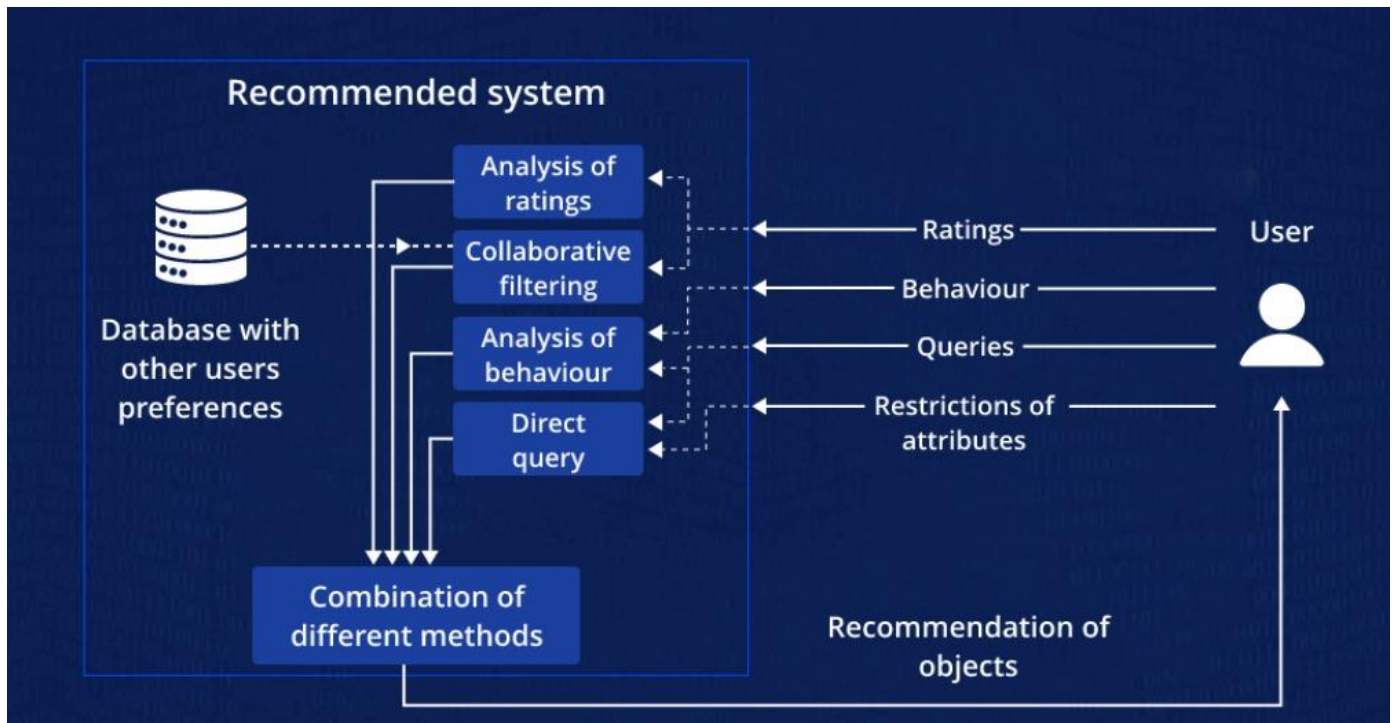 Recommended system
Analysis of
ratings
Collaborative
filtering
Analysis of
behaviour
Direct
query
Database with
other users
preferences
Combination of
different methods
Ratings
Behaviour
Queries
Restrictions of
attributes
User
Recommendation of
objects